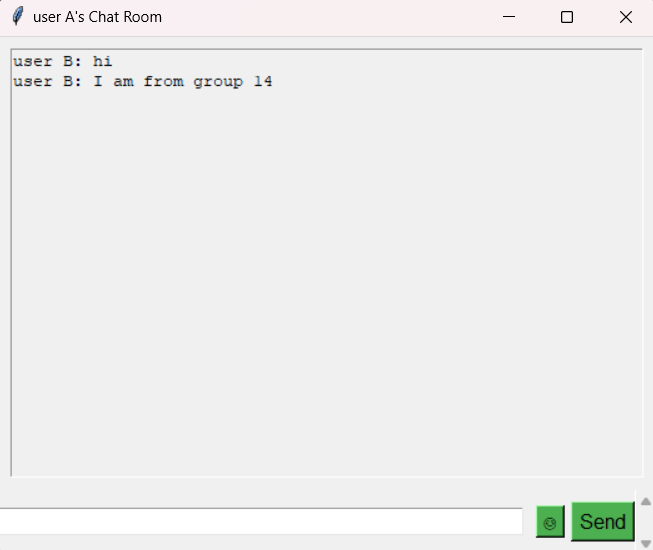 user A's Chat Room
user B: hi
user B: I am from group 14
Send